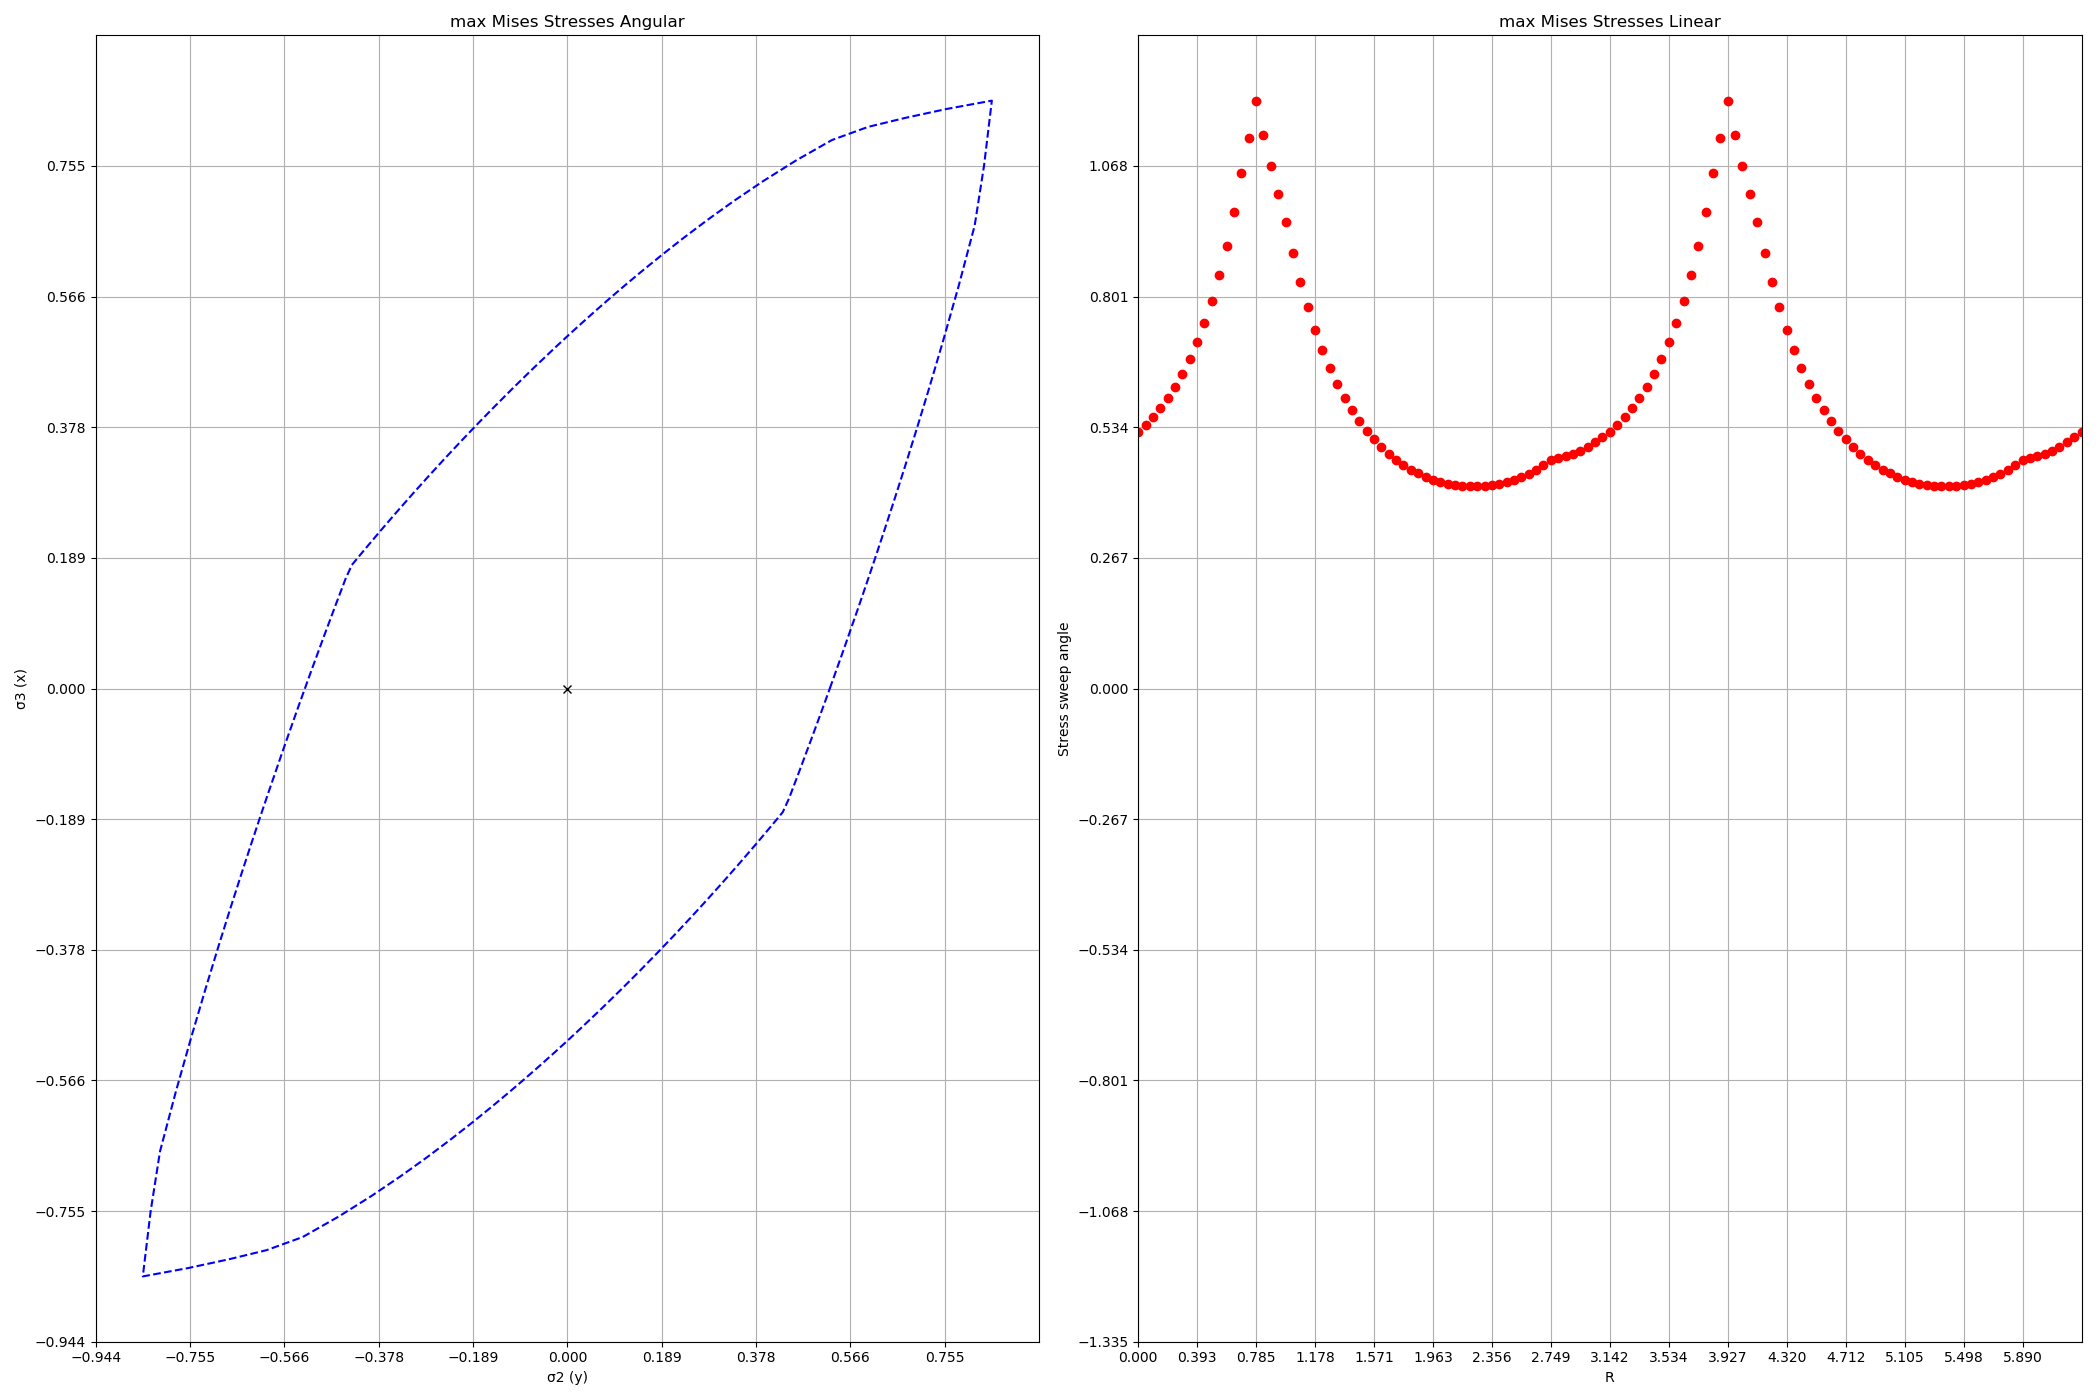 max Mises Stresses Angular
0.755
0.566
0.378
0.189
0.000
−0.189
−0.378
−0.566
−0.755
−0.944
σ3 (x)
−0.944 −0.755 −0.566 −0.378 −0.189 0.000 0.189 0.378 0.566 0.755
σ2 (y)
max Mises Stresses Linear
1.068
0.801
0.534
0.267
0.000
−0.267
−0.534
−0.801
−1.068
−1.335
Stress sweep angle
0.000 0.393 0.785 1.178 1.571 1.963 2.356 2.749 3.142 3.534 3.927 4.320 4.712 5.105 5.498 5.890
R